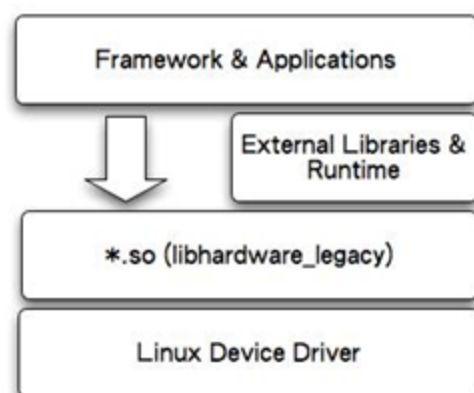 Framework & Applications
External Libraries &
Runtime
*.so (libhardware_legacy)
Linux Device Driver